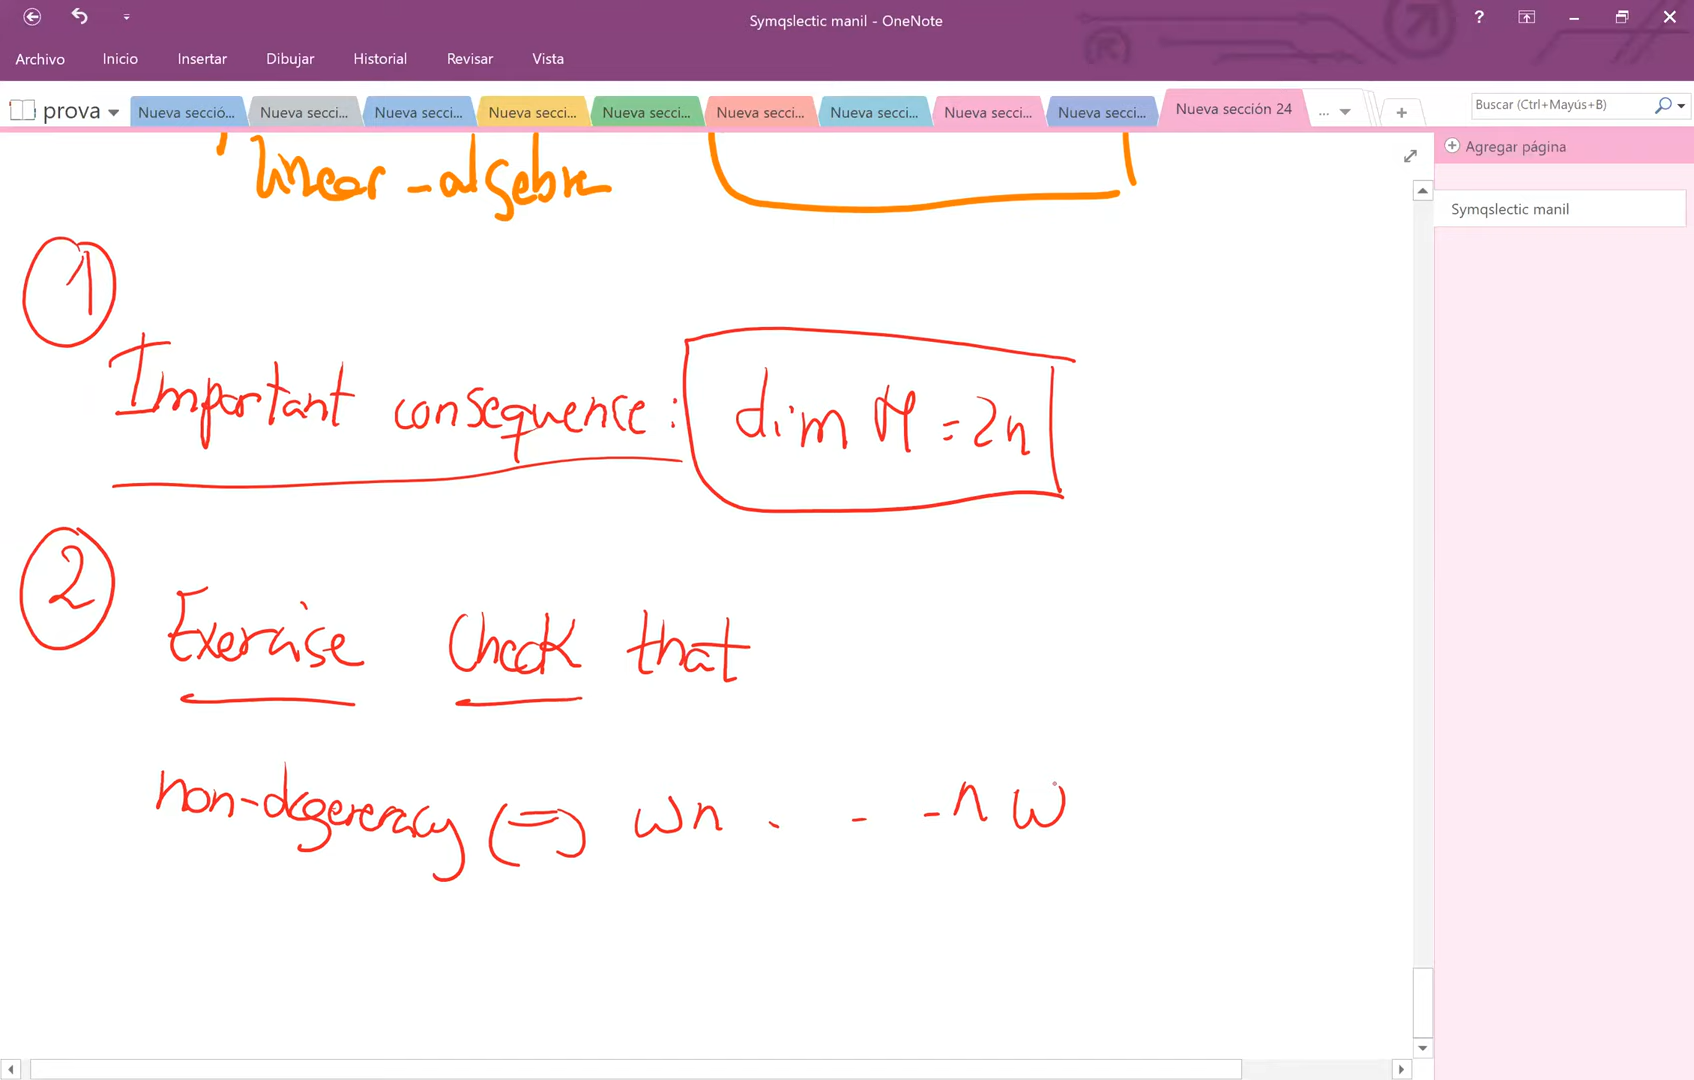 Symqslectic manil - OneNote
?
Archivo Inicio Insertar Dibujar Historial Revisar Vista
prova Nueva secció... Nueva secci... Nueva secci... Nueva secci... Nueva secci... Nueva secci... Nueva secci... Nueva secci... Nueva secci... Nueva sección 24 ... + Buscar (Ctrl+Mayús+B)
Agregar página
Symqslectic manil
linear-algebra
1
Important consequence: dim M = 2n
2
Exercise Check that
non-degeneracy (=) ω∧ . - - ∧ ω